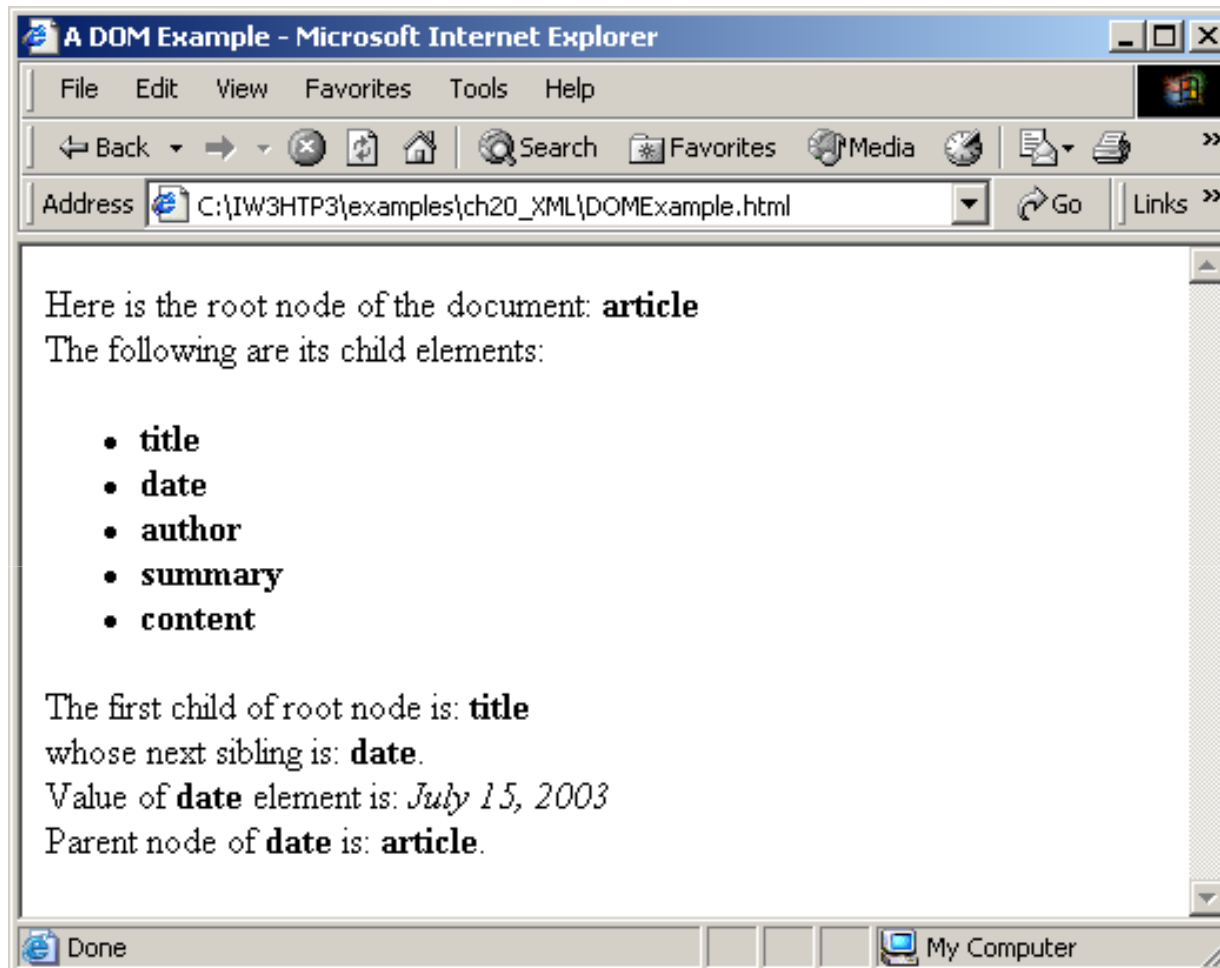 A DOM Example - Microsoft Internet Explorer
File Edit View Favorites Tools Help
Back Search Favorites Media »
Address C:\IW3HTP3\examples\ch20_XML\DOMExample.html Go Links »
Here is the root node of the document: article
The following are its child elements:
• title
• date
• author
• summary
• content
The first child of root node is: title
whose next sibling is: date.
Value of date element is: July 15, 2003
Parent node of date is: article.
Done My Computer